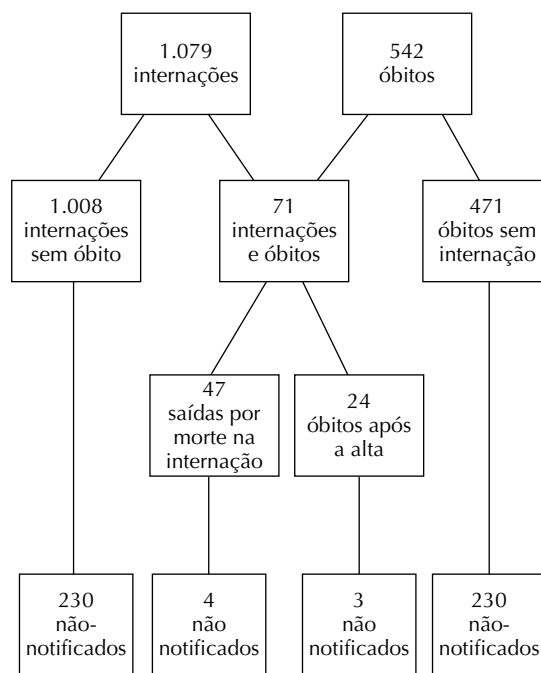 1.079
internações
542
óbitos
1.008
internações
sem óbito
71
internações
e óbitos
471
óbitos sem
internação
47
saídas por
morte na
internação
24
óbitos após
a alta
230
não-
notificados
4
não
notificados
3
não
notificados
230
não-
notificados